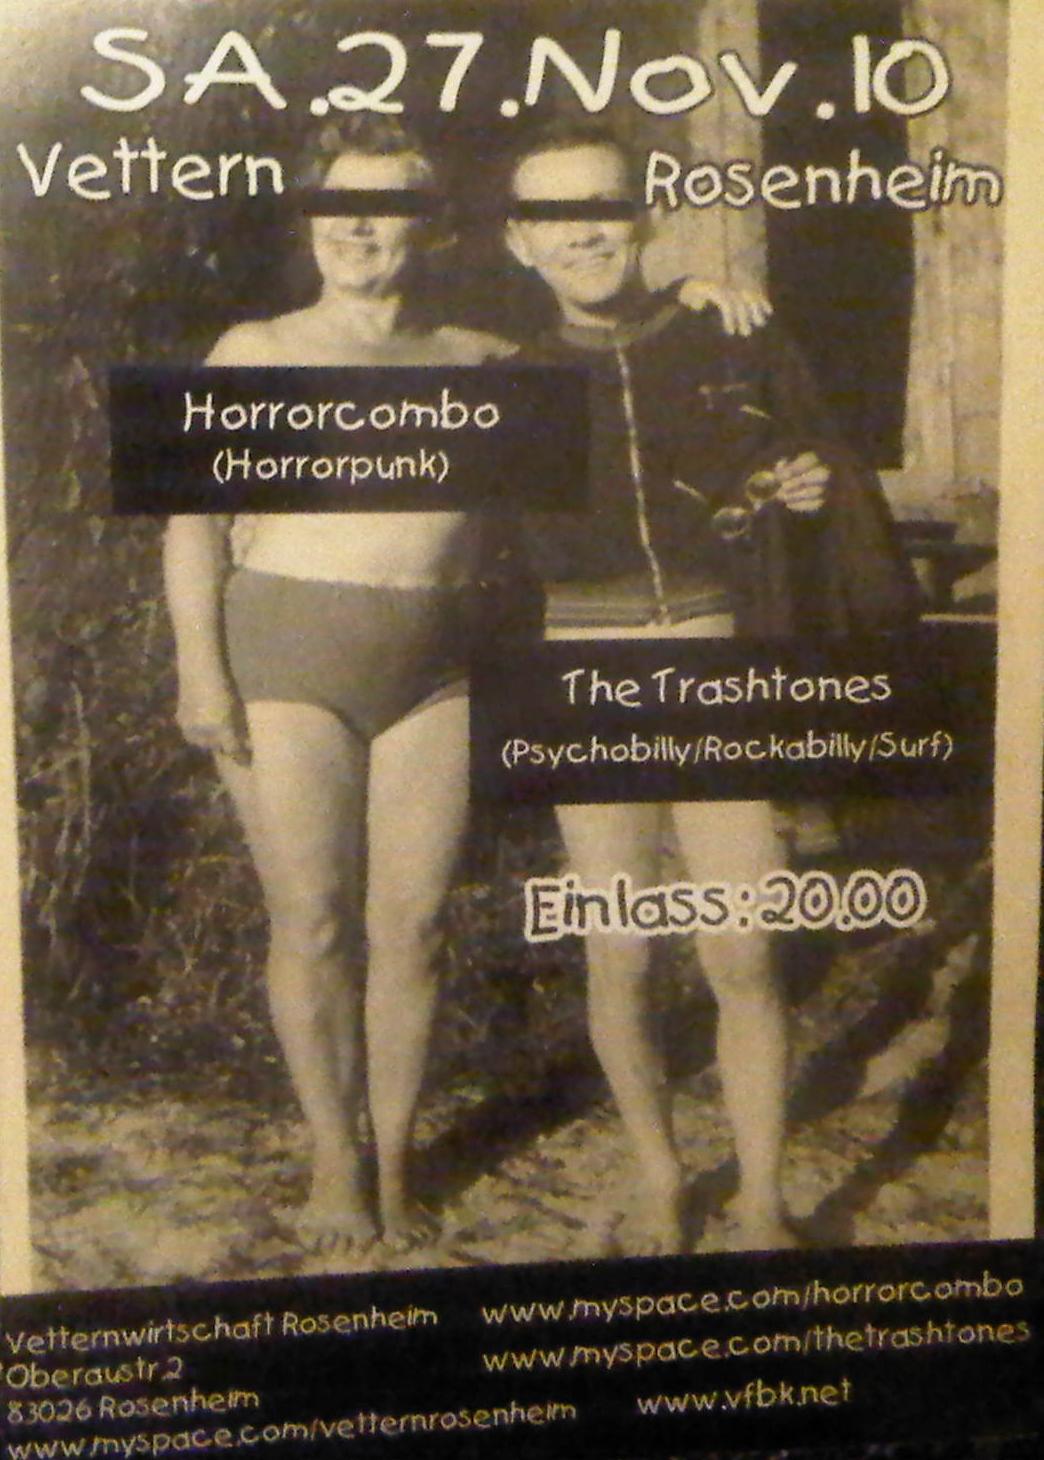 SA.27.Nov.10
Vettern Rosenheim
Horrorcombo
(Horrorpunk)
The Trashtones
(Psychobilly/Rockabilly/Surf)
Einlass:20.00
Vetternwirtschaft Rosenheim
Oberaustr.2
83026 Rosenheim
www.myspace.com/vetternrosenheim
www.myspace.com/horrorcombo
www.myspace.com/thetrashtones
www.vfbk.net